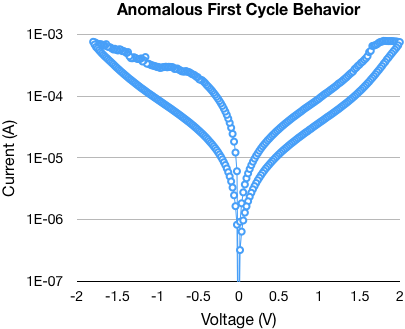 Anomalous First Cycle Behavior
Current (A)
1E-03
1E-04
1E-05
1E-06
1E-07
-2 -1.5 -1 -0.5 0 0.5 1 1.5 2
Voltage (V)